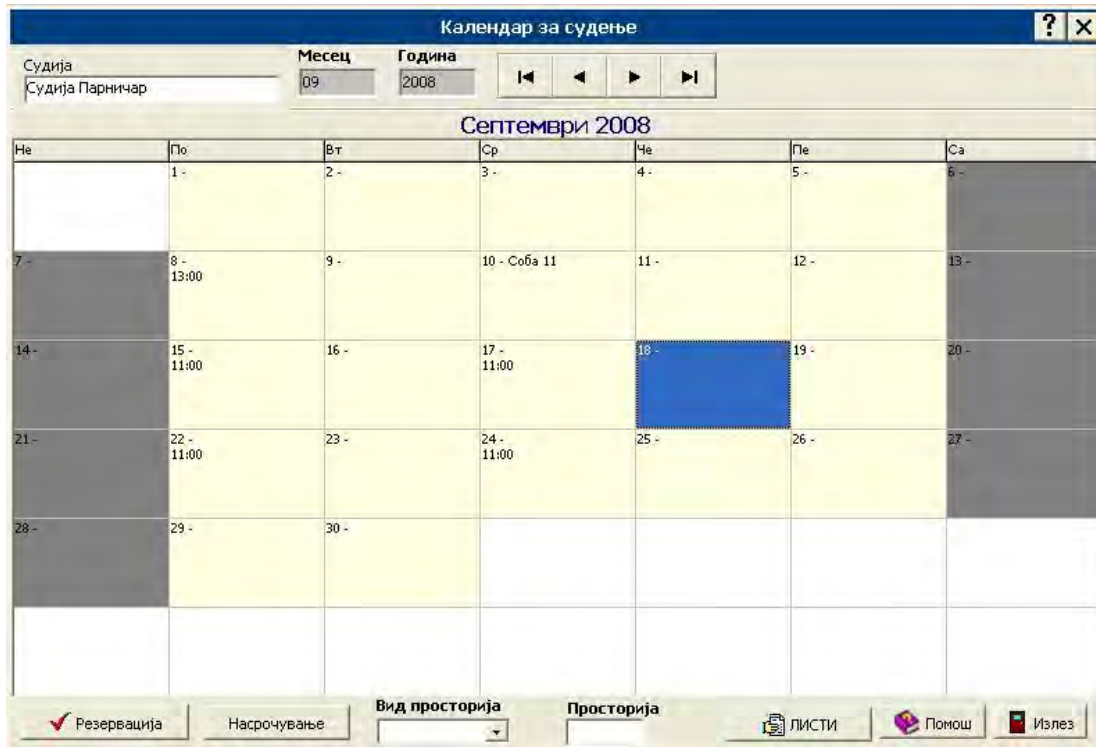 Календар за судење
Судија
Месец
Година
Судија Парничар
09
2008
Септември 2008
Не По Вт Ср Че Пе Са
1 - 2 - 3 - 4 - 5 - 6 -
7 - 8 - 9 - 10 - Соба 11 11 - 12 - 13 -
13:00
14 - 15 - 16 - 17 - 18 - 19 - 20 -
11:00 11:00
21 - 22 - 23 - 24 - 25 - 26 - 27 -
11:00 11:00
28 - 29 - 30 -
Вид просторија
Просторија
Резервација
Насрочување
ЛИСТИ
Помош
Излез